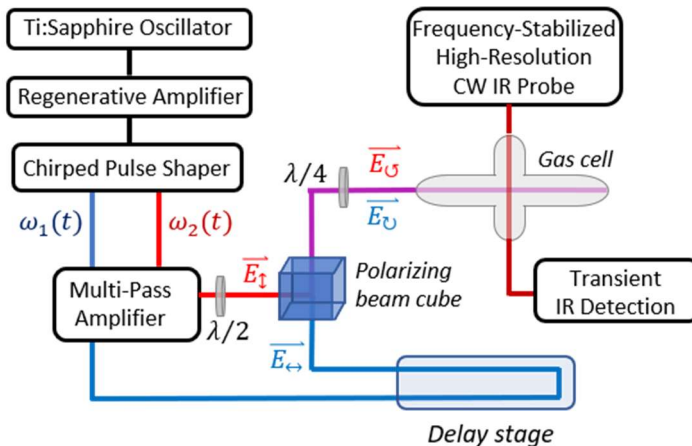 Ti:Sapphire Oscillator
Regenerative Amplifier
Chirped Pulse Shaper
ω₁(t)
ω₂(t)
Multi-Pass
Amplifier
λ/2
E↕
E↔
Polarizing
beam cube
λ/4
E↺
E↻
Frequency-Stabilized
High-Resolution
CW IR Probe
Gas cell
Transient
IR Detection
Delay stage